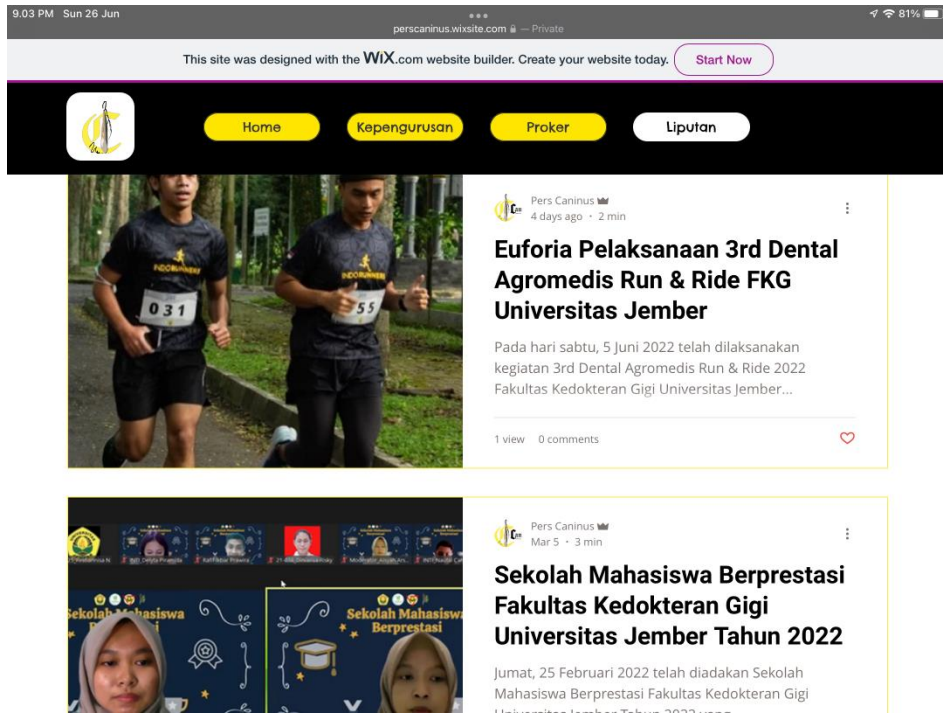 9.03 PM Sun 26 Jun
81%
perscaninus.wixsite.com — Private
This site was designed with the WiX.com website builder. Create your website today. Start Now
Home Kepengurusan Proker Liputan
INDORUNNERS
031
55
Pers Caninus
4 days ago • 2 min
Euforia Pelaksanaan 3rd Dental
Agromedis Run & Ride FKG
Universitas Jember
Pada hari sabtu, 5 Juni 2022 telah dilaksanakan
kegiatan 3rd Dental Agromedis Run & Ride 2022
Fakultas Kedokteran Gigi Universitas Jember...
1 view 0 comments
Sekolah Mahasiswa
Berprestasi
Sekolah Mahasiswa
Berprestasi
Pers Caninus
Mar 5 • 3 min
Sekolah Mahasiswa Berprestasi
Fakultas Kedokteran Gigi
Universitas Jember Tahun 2022
Jumat, 25 Februari 2022 telah diadakan Sekolah
Mahasiswa Berprestasi Fakultas Kedokteran Gigi
Universitas Jember Tahun 2022 yang